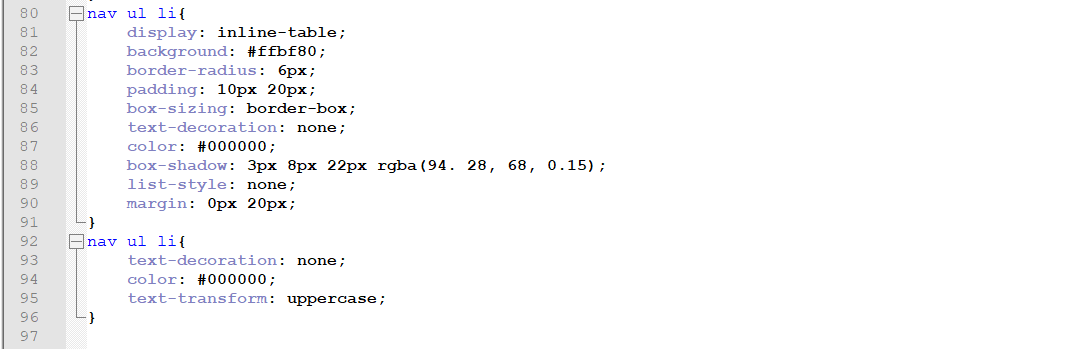 80 nav ul li{
81 display: inline-table;
82 background: #ffbf80;
83 border-radius: 6px;
84 padding: 10px 20px;
85 box-sizing: border-box;
86 text-decoration: none;
87 color: #000000;
88 box-shadow: 3px 8px 22px rgba(94. 28, 68, 0.15);
89 list-style: none;
90 margin: 0px 20px;
91 }
92 nav ul li{
93 text-decoration: none;
94 color: #000000;
95 text-transform: uppercase;
96 }
97